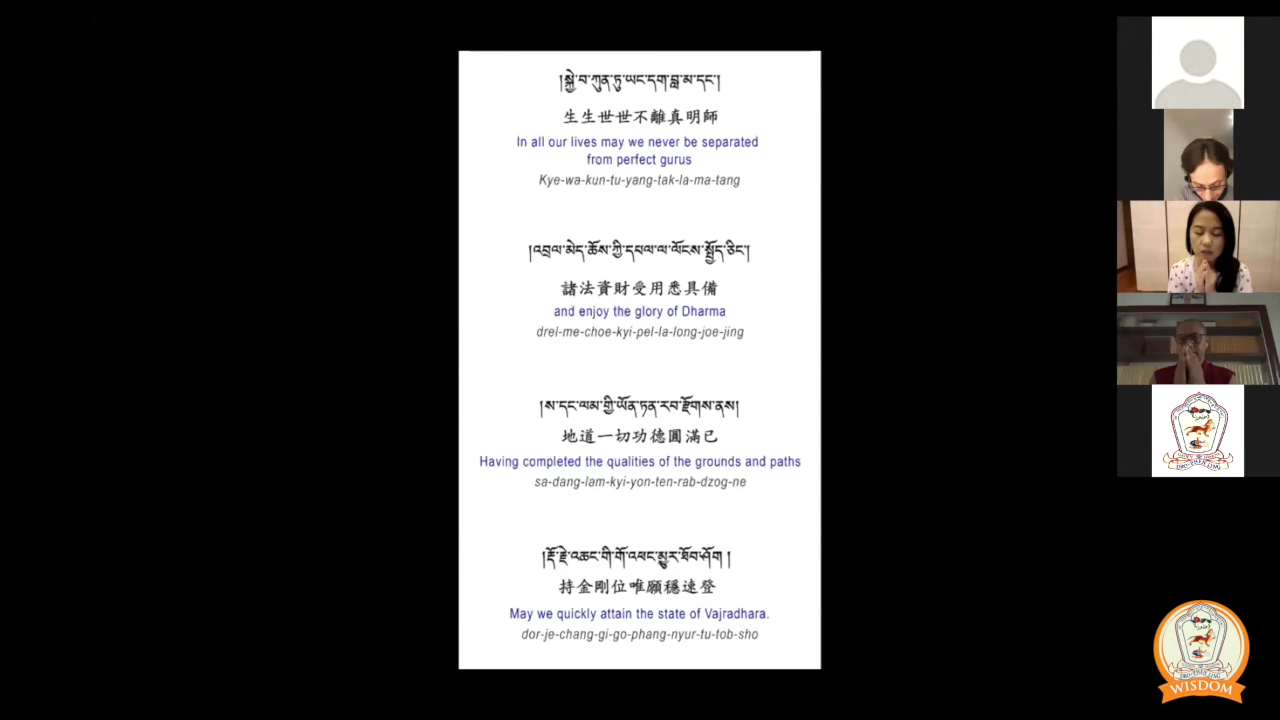 །སྐྱེ་བ་ཀུན་ཏུ་ཡང་དག་བླ་མ་དང་།
生生世世不離真明師
In all our lives may we never be separated
from perfect gurus
Kye-wa-kun-tu-yang-tak-la-ma-tang
།འབྲལ་མེད་ཆོས་ཀྱི་དཔལ་ལ་ལོངས་སྤྱོད་ཅིང་།
諸法資財受用悉具備
and enjoy the glory of Dharma
drel-me-choe-kyi-pel-la-long-joe-jing
།ས་དང་ལམ་གྱི་ཡོན་ཏན་རབ་རྫོགས་ནས།
地道一切功德圓滿已
Having completed the qualities of the grounds and paths
sa-dang-lam-kyi-yon-ten-rab-dzog-ne
།རྡོ་རྗེ་འཆང་གི་གོ་འཕང་མྱུར་ཐོབ་ཤོག །
持金剛位唯願穩速登
May we quickly attain the state of Vajradhara.
dor-je-chang-gi-go-phang-nyur-tu-tob-sho
WISDOM